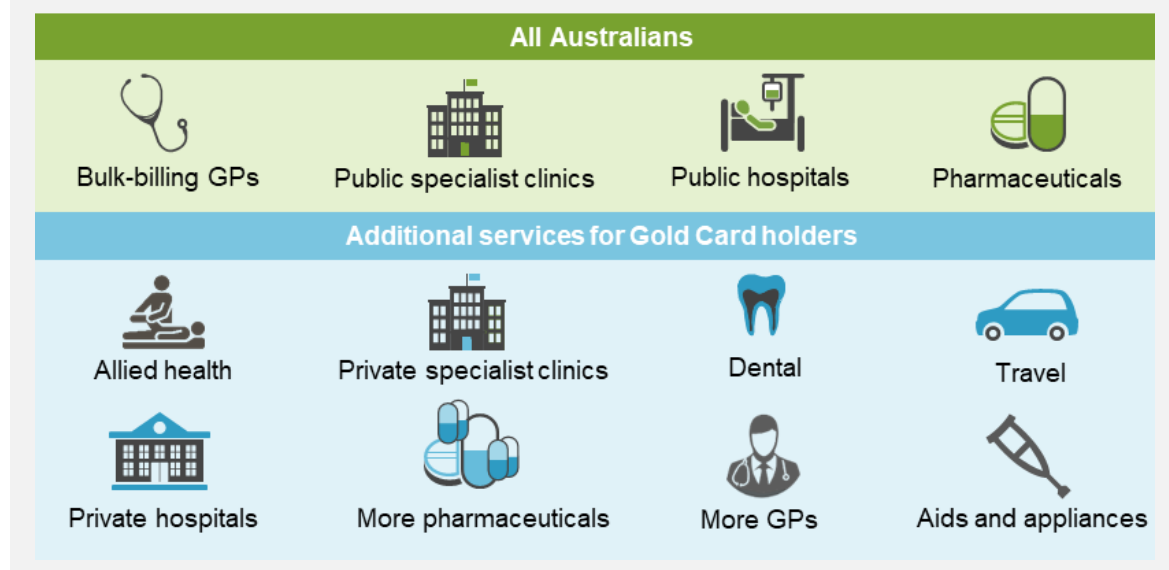 All Australians
Bulk-billing GPs
Public specialist clinics
Public hospitals
Pharmaceuticals
Additional services for Gold Card holders
Allied health
Private specialist clinics
Dental
Travel
Private hospitals
More pharmaceuticals
More GPs
Aids and appliances